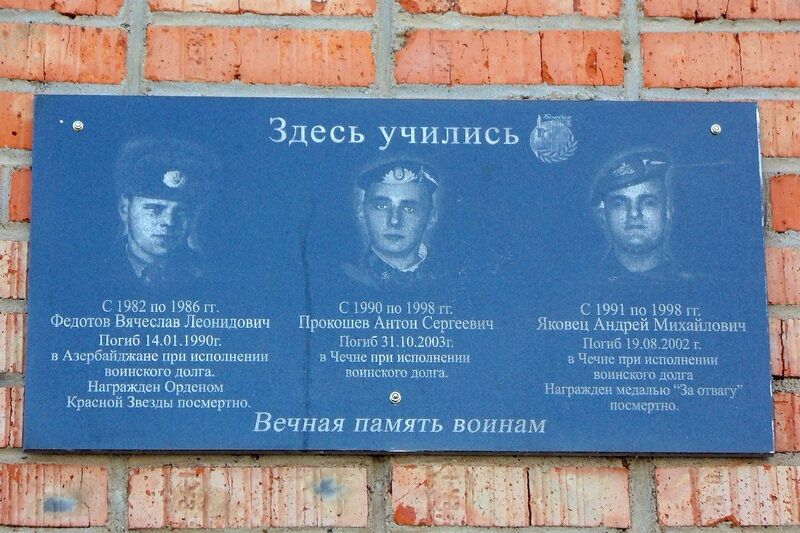 Здесь учились
С 1982 по 1986 гг.
Федотов Вячеслав Леонидович
Погиб 14.01.1990г.
в Азербайджане при исполнении
воинского долга.
Награжден Орденом
Красной Звезды посмертно.
С 1990 по 1998 гг.
Прокошев Антон Сергеевич
Погиб 31.10.2003г.
в Чечне при исполнении
воинского долга.
С 1991 по 1998 гг.
Яковец Андрей Михайлович
Погиб 19.08.2002 г.
в Чечне при исполнении
воинского долга
Награжден медалью “За отвагу”
посмертно.
Вечная память воинам